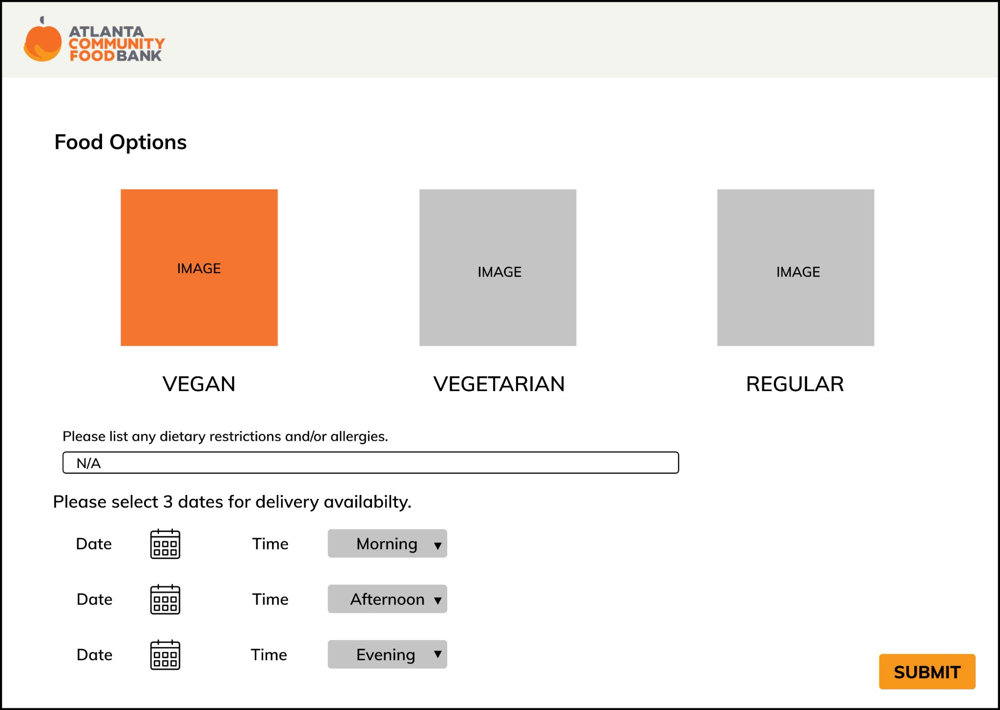 ATLANTA
COMMUNITY
FOODBANK
Food Options
IMAGE
IMAGE
IMAGE
VEGAN
VEGETARIAN
REGULAR
Please list any dietary restrictions and/or allergies.
N/A
Please select 3 dates for delivery availabilty.
Date Time Morning ▼
Date Time Afternoon ▼
Date Time Evening ▼
SUBMIT